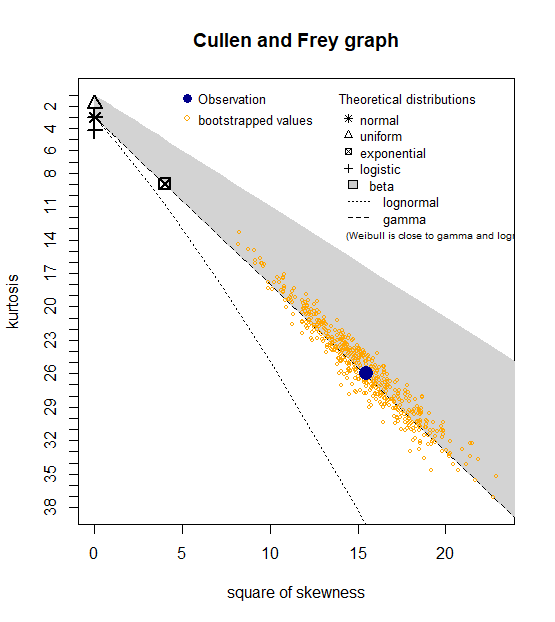 Cullen and Frey graph
Observation
bootstrapped values
Theoretical distributions
normal
uniform
exponential
logistic
beta
lognormal
gamma
(Weibull is close to gamma and logn
kurtosis
2
4
6
8
11
14
17
20
23
26
29
32
35
38
0
5
10
15
20
square of skewness